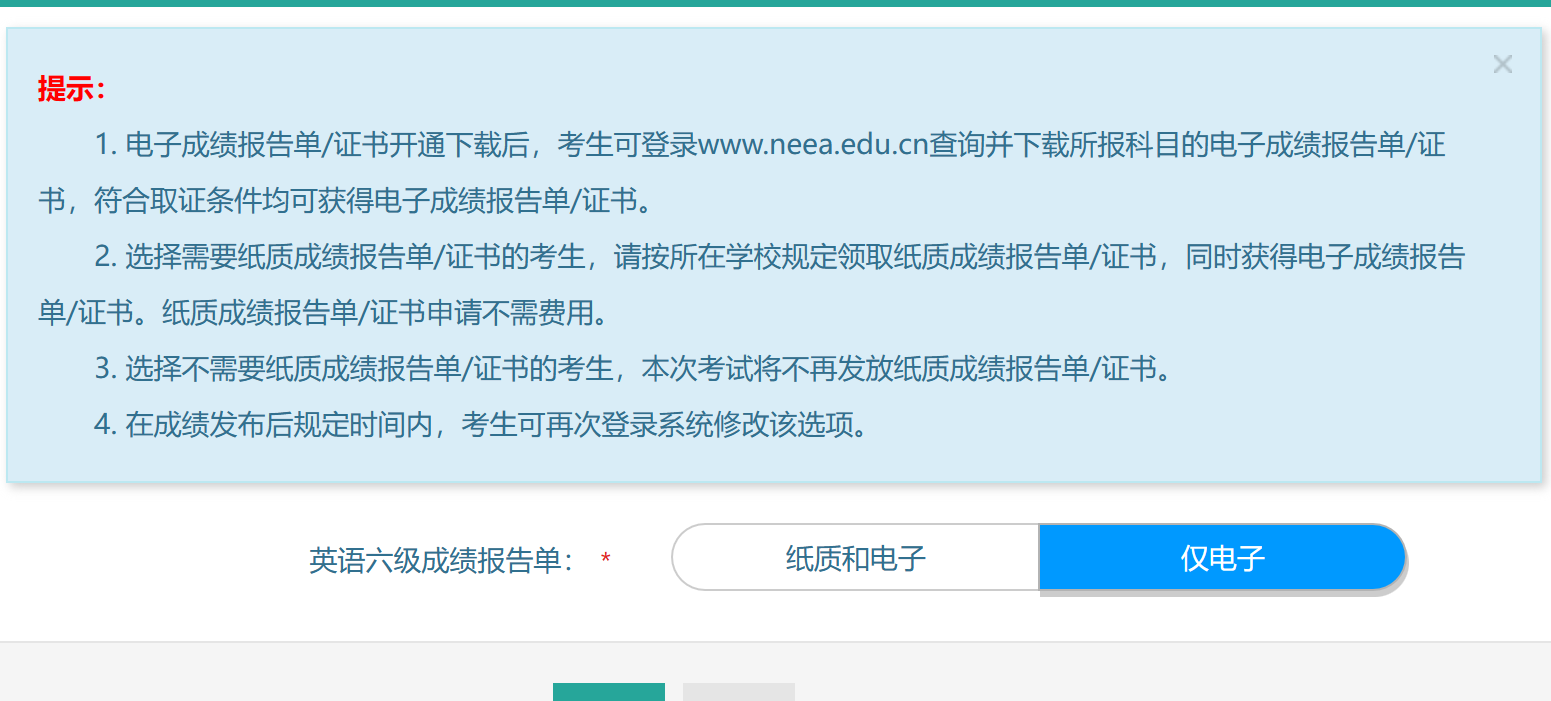 提示：
1. 电子成绩报告单/证书开通下载后，考生可登录www.neea.edu.cn查询并下载所报科目的电子成绩报告单/证
书，符合取证条件均可获得电子成绩报告单/证书。
2. 选择需要纸质成绩报告单/证书的考生，请按所在学校规定领取纸质成绩报告单/证书，同时获得电子成绩报告
单/证书。纸质成绩报告单/证书申请不需费用。
3. 选择不需要纸质成绩报告单/证书的考生，本次考试将不再发放纸质成绩报告单/证书。
4. 在成绩发布后规定时间内，考生可再次登录系统修改该选项。
英语六级成绩报告单： * 纸质和电子 仅电子